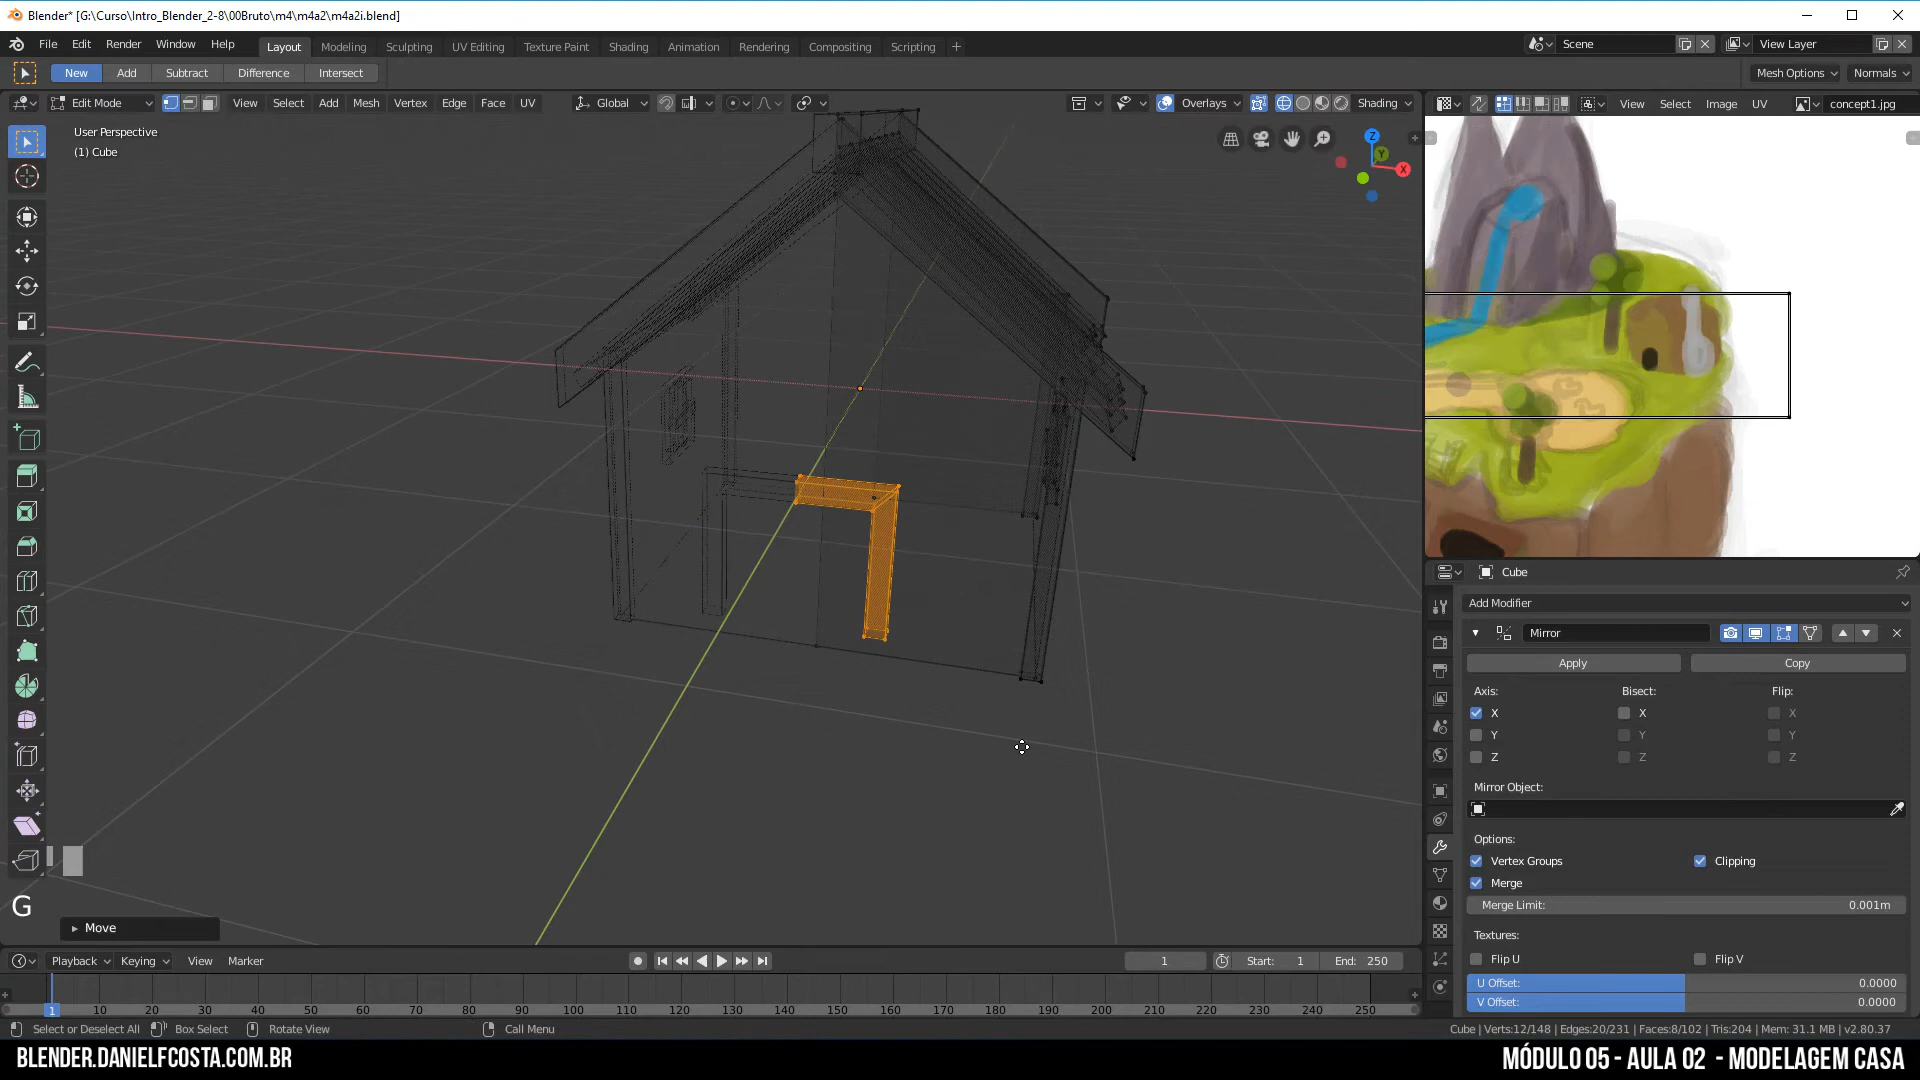 Blender* [G:\Curso\Intro_Blender_2-8\00Bruto\m4\m4a2\m4a2i.blend]
File Edit Render Window Help Layout Modeling Sculpting UV Editing Texture Paint Shading Animation Rendering Compositing Scripting + Scene View Layer
New Add Subtract Difference Intersect Mesh Options Normals
Edit Mode View Select Add Mesh Vertex Edge Face UV Global Overlays Shading View Select Image UV concept1.jpg
User Perspective
(1) Cube
Z
Y
X
Cube
Add Modifier
Mirror
Apply Copy
Axis: Bisect: Flip:
X X X
Y Y Y
Z Z Z
Mirror Object:
Options:
Vertex Groups Clipping
Merge
Merge Limit: 0.001m
Textures:
Flip U Flip V
U Offset: 0.0000
V Offset: 0.0000
G
Move
Playback Keying View Marker 1 Start: 1 End: 250
1 10 20 30 40 50 60 70 80 90 100 110 120 130 140 150 160 170 180 190 200 210 220 230 240 250
Select or Deselect All Box Select Rotate View Call Menu Cube | Verts:12/148 | Edges:20/231 | Faces:8/102 | Tris:204 | Mem: 31.1 MB | v2.80.37
BLENDER.DANIELFCOSTA.COM.BR MÓDULO 05 - AULA 02 - MODELAGEM CASA